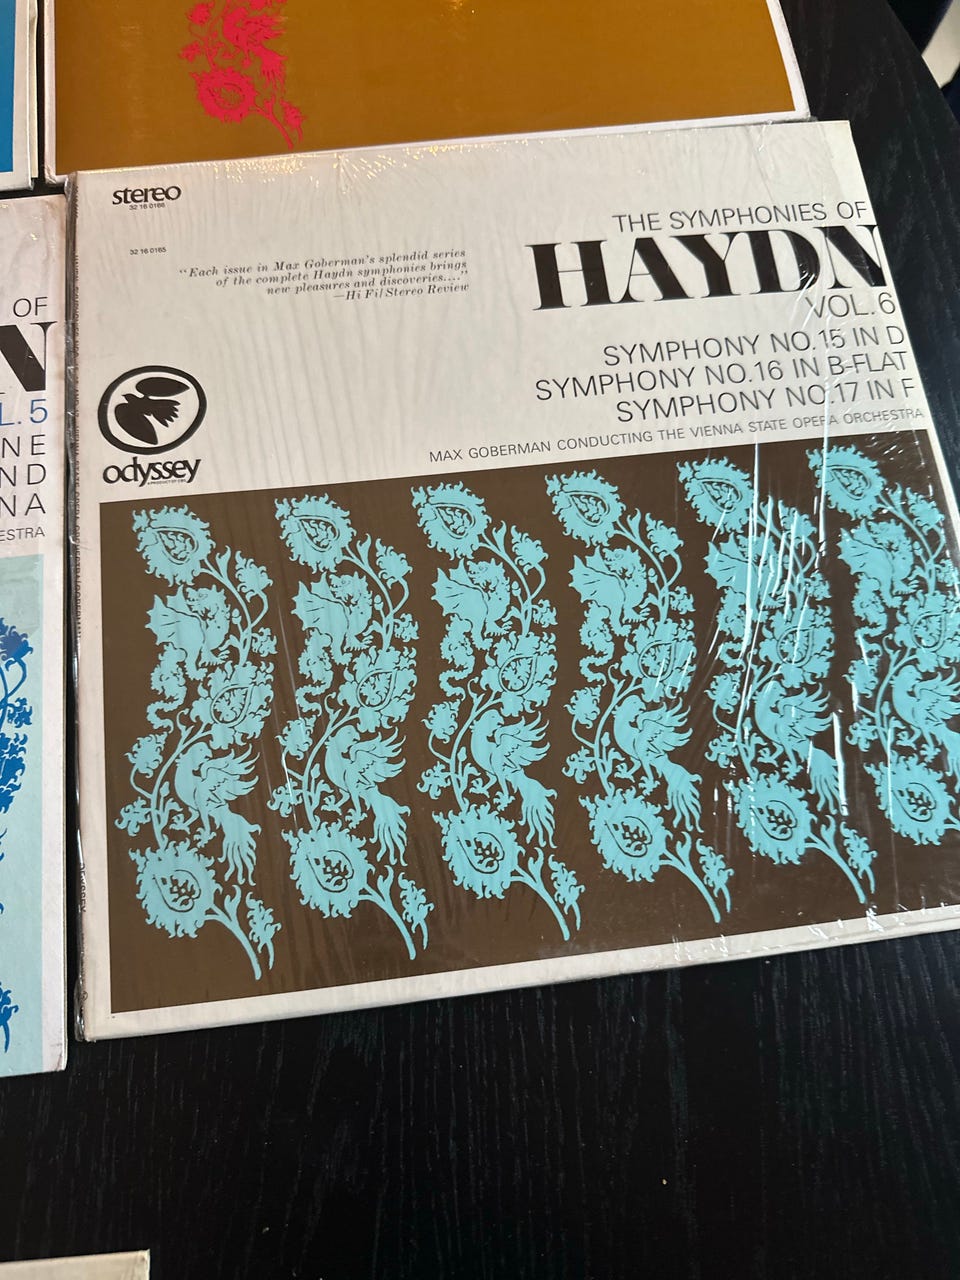 stereo
32 16 0166
32 16 0165
"Each issue in Max Goberman's splendid series
of the complete Haydn symphonies brings
new pleasures and discoveries...."
—Hi Fi/Stereo Review
THE SYMPHONIES OF
HAYDN
VOL. 6
SYMPHONY NO. 15 IN D
SYMPHONY NO. 16 IN B-FLAT
SYMPHONY NO. 17 IN F
MAX GOBERMAN CONDUCTING THE VIENNA STATE OPERA ORCHESTRA
odyssey
OF
N
L. 5
NE
ND
NA
ESTRA